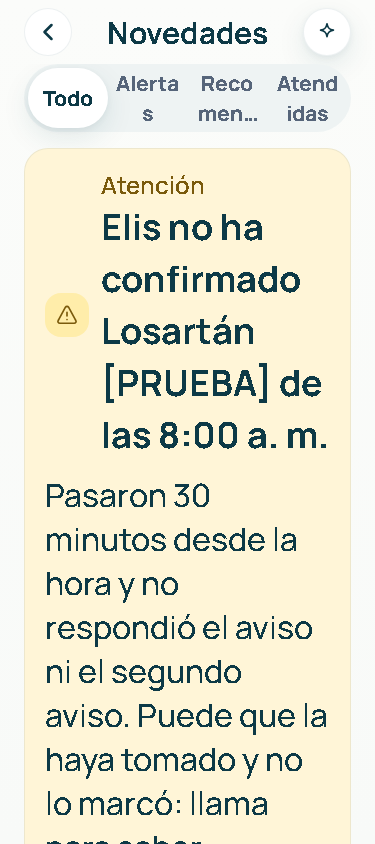 Novedades
Todo
Alerta
s
Reco
men...
Atend
idas
Atención
Elis no ha
confirmado
Losartán
[PRUEBA] de
las 8:00 a. m.
Pasaron 30
minutos desde la
hora y no
respondió el aviso
ni el segundo
aviso. Puede que la
haya tomado y no
lo marcó: llama
para saber